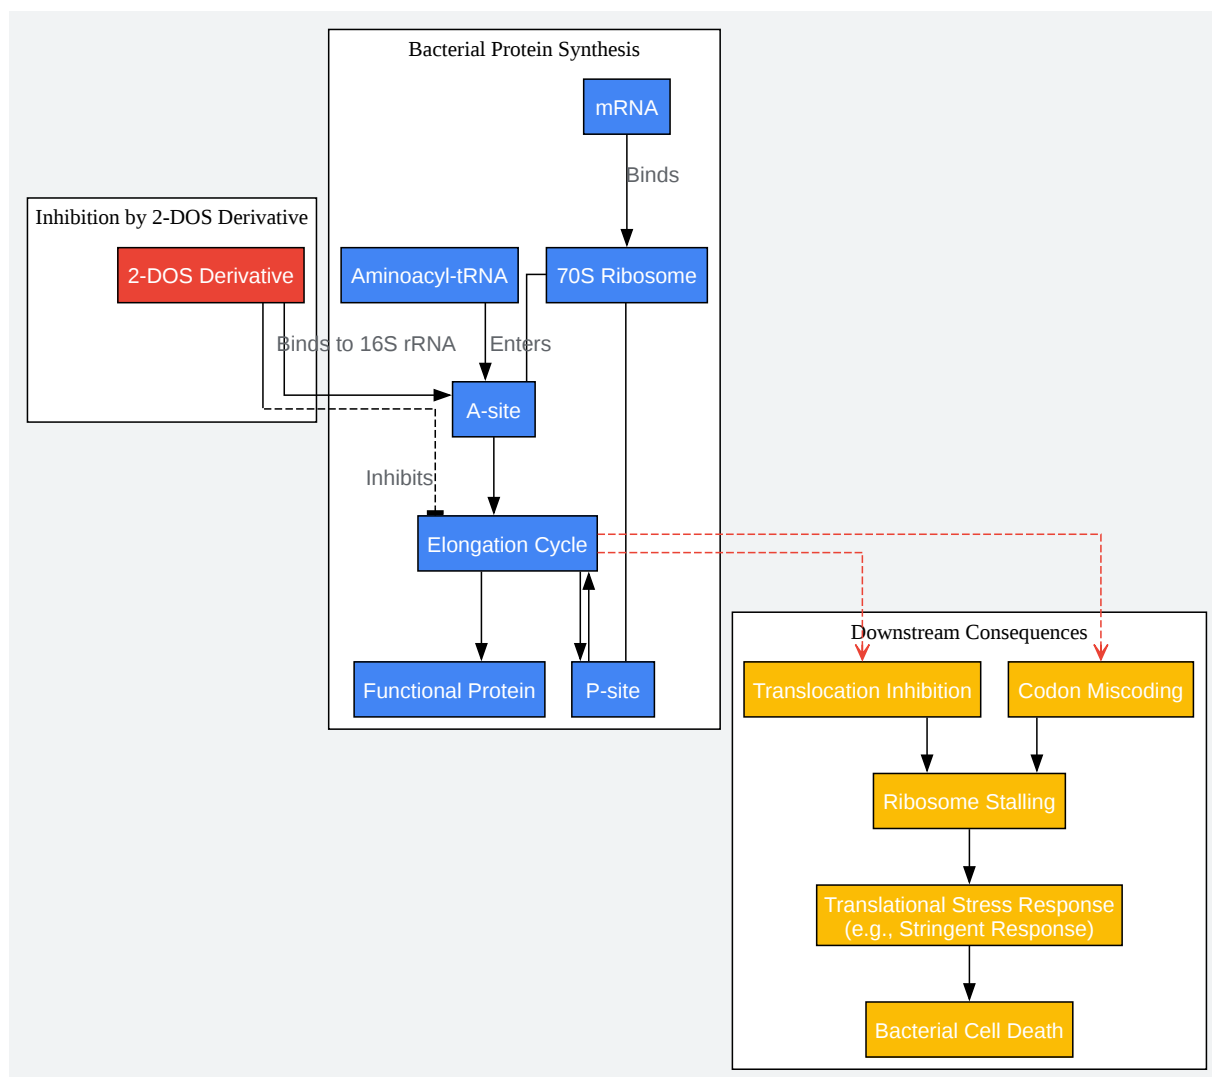 Bacterial Protein Synthesis
mRNA
Binds
Inhibition by 2-DOS Derivative
2-DOS Derivative
Aminoacyl-tRNA
70S Ribosome
Binds to 16S rRNA
Enters
A-site
Inhibits
Elongation Cycle
Downstream Consequences
Functional Protein
P-site
Translocation Inhibition
Codon Miscoding
Ribosome Stalling
Translational Stress Response
(e.g., Stringent Response)
Bacterial Cell Death